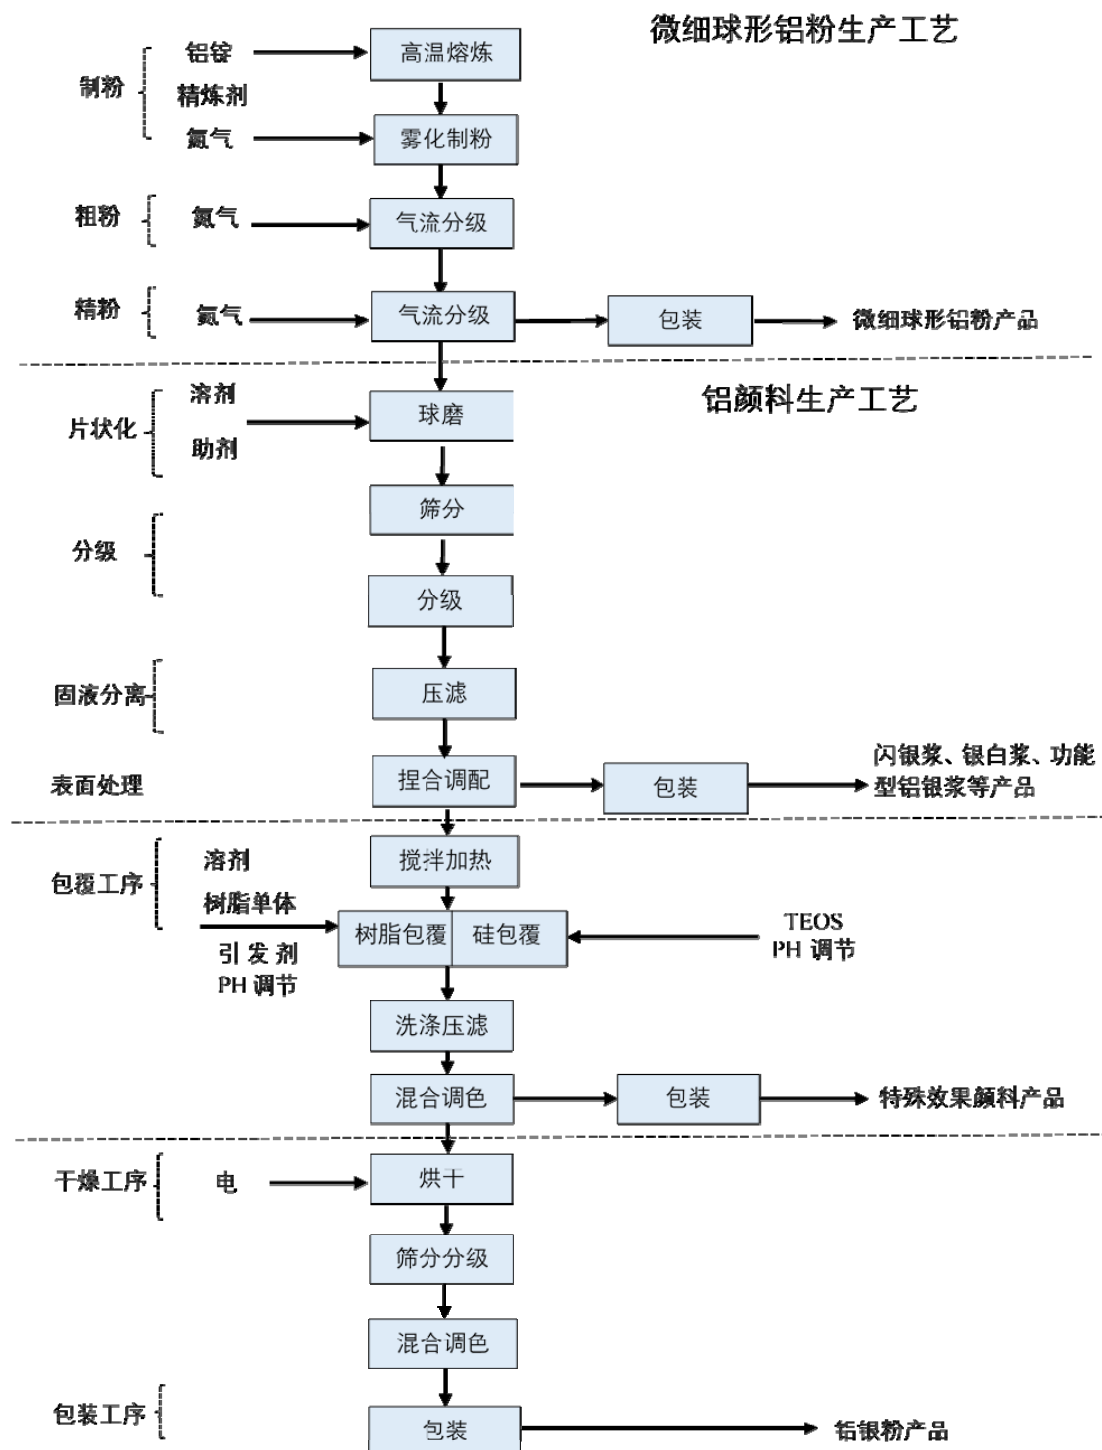 微细球形铝粉生产工艺
制粉
铝锭
高温熔炼
精炼剂
氮气
雾化制粉
粗粉
氮气
气流分级
精粉
氮气
气流分级
包装
微细球形铝粉产品
铝颜料生产工艺
片状化
溶剂
助剂
球磨
筛分
分级
分级
固液分离
压滤
表面处理
捏合调配
包装
闪银浆、银白浆、功能
型铝银浆等产品
搅拌加热
包覆工序
溶剂
树脂单体
引发剂
PH 调节
树脂包覆
硅包覆
TEOS
PH 调节
洗涤压滤
混合调色
包装
特殊效果颜料产品
干燥工序
电
烘干
筛分分级
混合调色
包装工序
包装
铝银粉产品